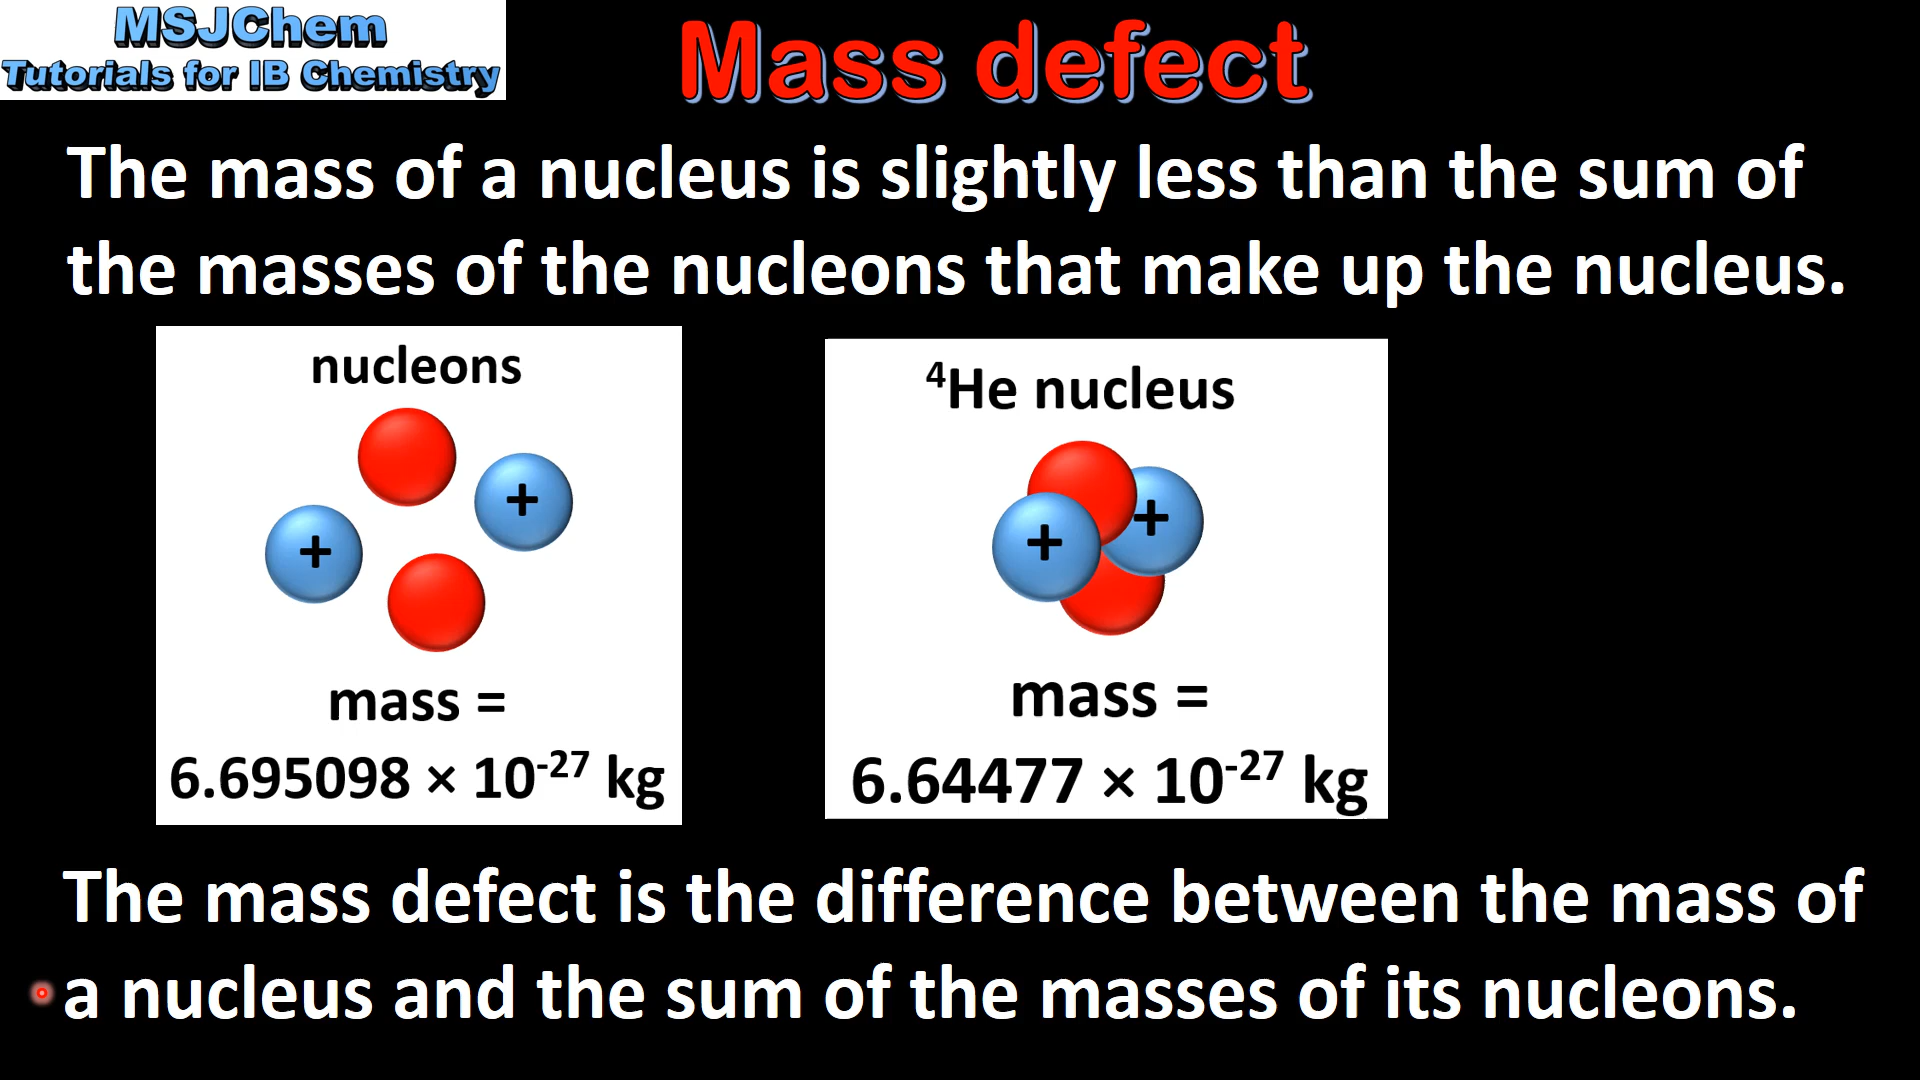 MSJChem
Tutorials for IB Chemistry
Mass defect
The mass of a nucleus is slightly less than the sum of
the masses of the nucleons that make up the nucleus.
nucleons
+
+
mass =
6.695098 × 10⁻²⁷ kg
⁴He nucleus
+
+
mass =
6.64477 × 10⁻²⁷ kg
The mass defect is the difference between the mass of
a nucleus and the sum of the masses of its nucleons.